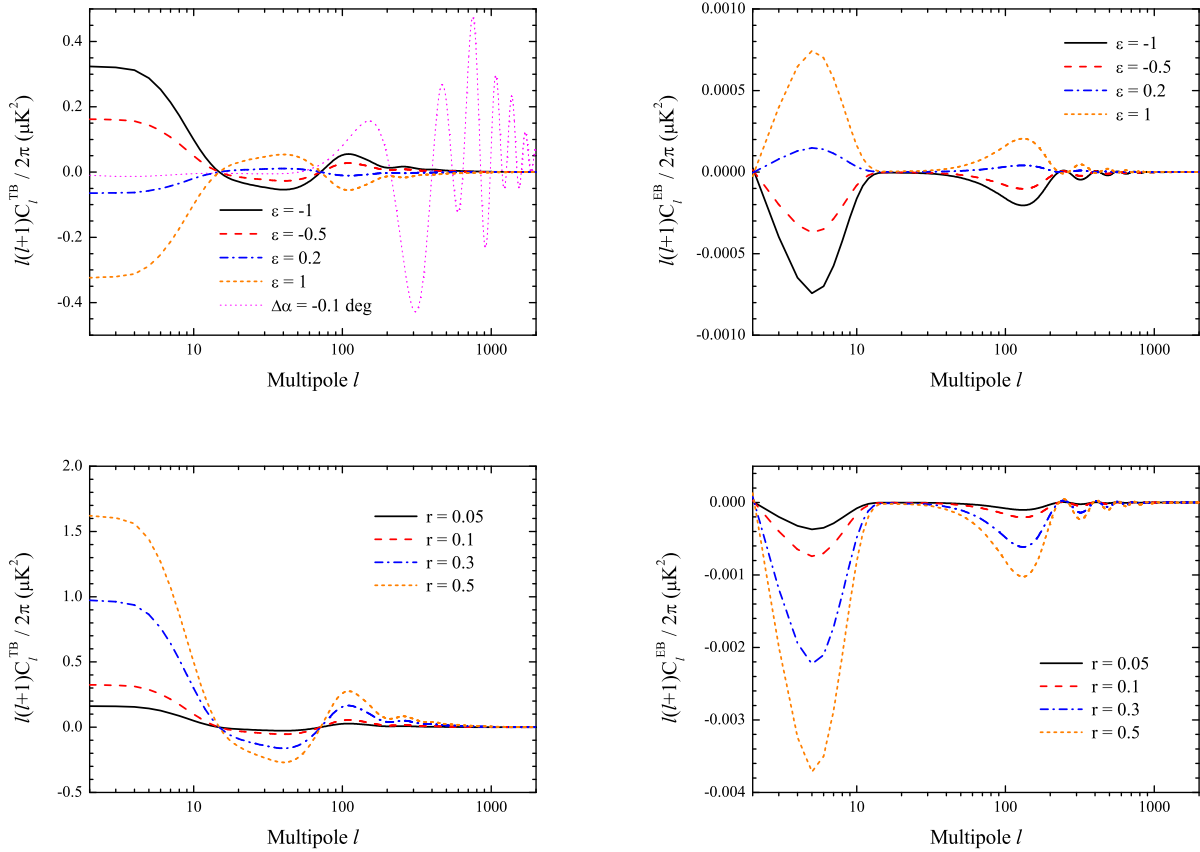 0.4
0.2
0.0
-0.2
-0.4
10
100
1000
l(l+1)C_l^TB / 2π (μK²)
Multipole l
ε = -1
ε = -0.5
ε = 0.2
ε = 1
Δα = -0.1 deg
0.0010
0.0005
0.0000
-0.0005
-0.0010
10
100
1000
l(l+1)C_l^EB / 2π (μK²)
Multipole l
ε = -1
ε = -0.5
ε = 0.2
ε = 1
2.0
1.5
1.0
0.5
0.0
-0.5
10
100
1000
l(l+1)C_l^TB / 2π (μK²)
Multipole l
r = 0.05
r = 0.1
r = 0.3
r = 0.5
0.000
-0.001
-0.002
-0.003
-0.004
10
100
1000
l(l+1)C_l^EB / 2π (μK²)
Multipole l
r = 0.05
r = 0.1
r = 0.3
r = 0.5